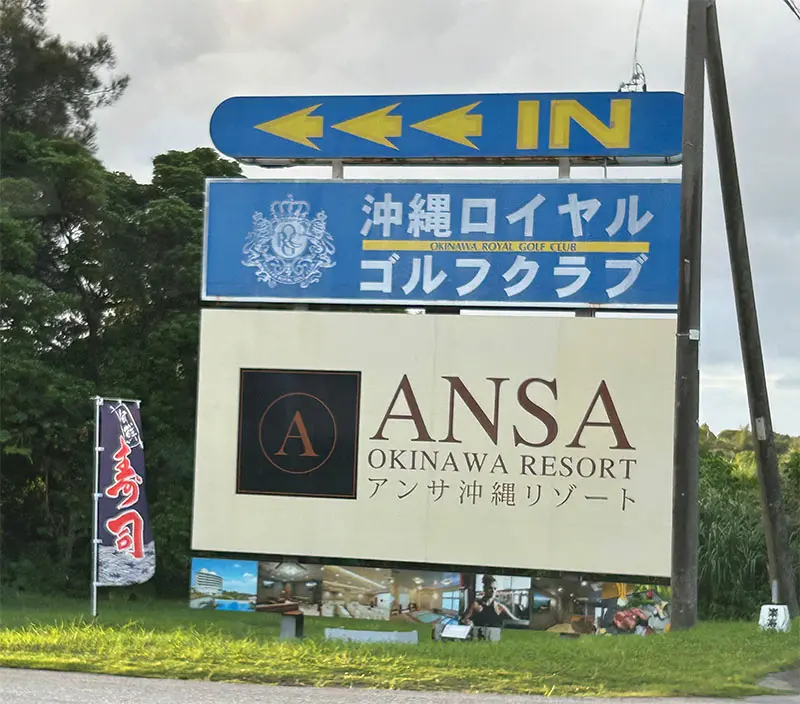 IN
沖縄ロイヤル
OKINAWA ROYAL GOLF CLUB
ゴルフクラブ
A
ANSA
OKINAWA RESORT
アンサ沖縄リゾート
寿司